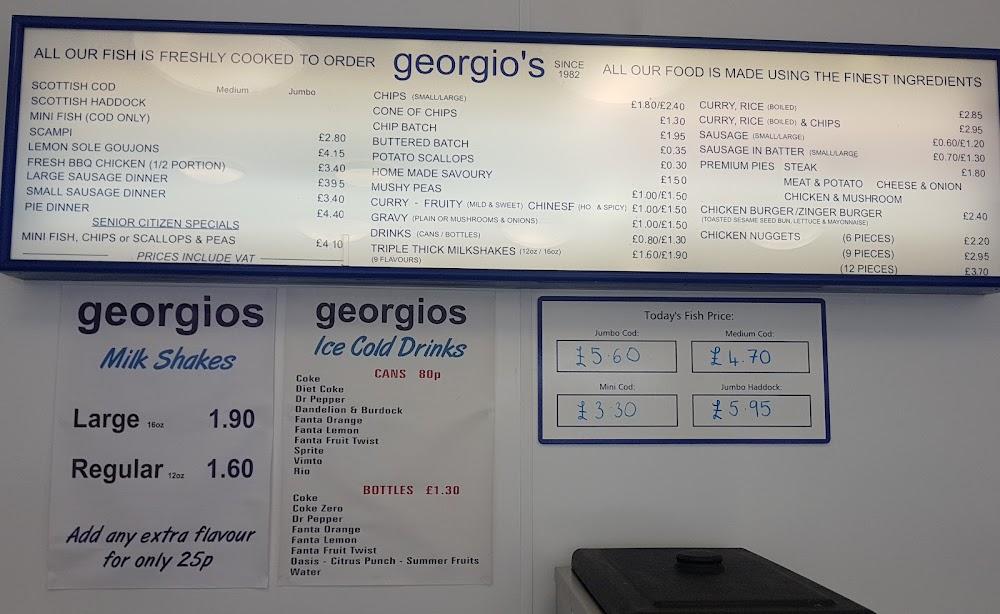 ALL OUR FISH IS FRESHLY COOKED TO ORDER
georgio's SINCE 1982
ALL OUR FOOD IS MADE USING THE FINEST INGREDIENTS
Medium Jumbo
SCOTTISH COD
SCOTTISH HADDOCK
MINI FISH (COD ONLY)
SCAMPI £2.80
LEMON SOLE GOUJONS £4.15
FRESH BBQ CHICKEN (1/2 PORTION) £3.40
LARGE SAUSAGE DINNER £395
SMALL SAUSAGE DINNER £3.40
PIE DINNER £4.40
SENIOR CITIZEN SPECIALS
MINI FISH, CHIPS or SCALLOPS & PEAS £4 10
PRICES INCLUDE VAT
CHIPS (SMALL/LARGE) £1.80/£2.40
CONE OF CHIPS £1.30
CHIP BATCH £1.95
BUTTERED BATCH £0.35
POTATO SCALLOPS £0.30
HOME MADE SAVOURY £150
MUSHY PEAS £1.00/£1.50
CURRY - FRUITY (MILD & SWEET) CHINESE (HO & SPICY) £1.00/£1.50
GRAVY (PLAIN OR MUSHROOMS & ONIONS) £1.00/£1.50
DRINKS (CANS / BOTTLES) £0.80/£1.30
TRIPLE THICK MILKSHAKES (12oz / 16oz) £1.60/£1.90
(9 FLAVOURS)
CURRY, RICE (BOILED) £2.85
CURRY, RICE (BOILED) & CHIPS £2.95
SAUSAGE (SMALL/LARGE) £0.60/£1.20
SAUSAGE IN BATTER (SMALL/LARGE £0.70/£1.30
PREMIUM PIES STEAK £1.80
MEAT & POTATO CHEESE & ONION
CHICKEN & MUSHROOM
CHICKEN BURGER/ZINGER BURGER £2.40
(TOASTED SESAME SEED BUN, LETTUCE & MAYONNAISE)
CHICKEN NUGGETS (6 PIECES) £2.20
(9 PIECES) £2.95
(12 PIECES) £3.70
georgios
Milk Shakes
Large 16oz 1.90
Regular 12oz 1.60
Add any extra flavour
for only 25p
georgios
Ice Cold Drinks
CANS 80p
Coke
Diet Coke
Dr Pepper
Dandelion & Burdock
Fanta Orange
Fanta Lemon
Fanta Fruit Twist
Sprite
Vimto
Rio
BOTTLES £1.30
Coke
Coke Zero
Dr Pepper
Fanta Orange
Fanta Lemon
Fanta Fruit Twist
Oasis - Citrus Punch - Summer Fruits
Water
Today's Fish Price:
Jumbo Cod: Medium Cod:
£5.60 £4.70
Mini Cod: Jumbo Haddock:
£3.30 £5.95